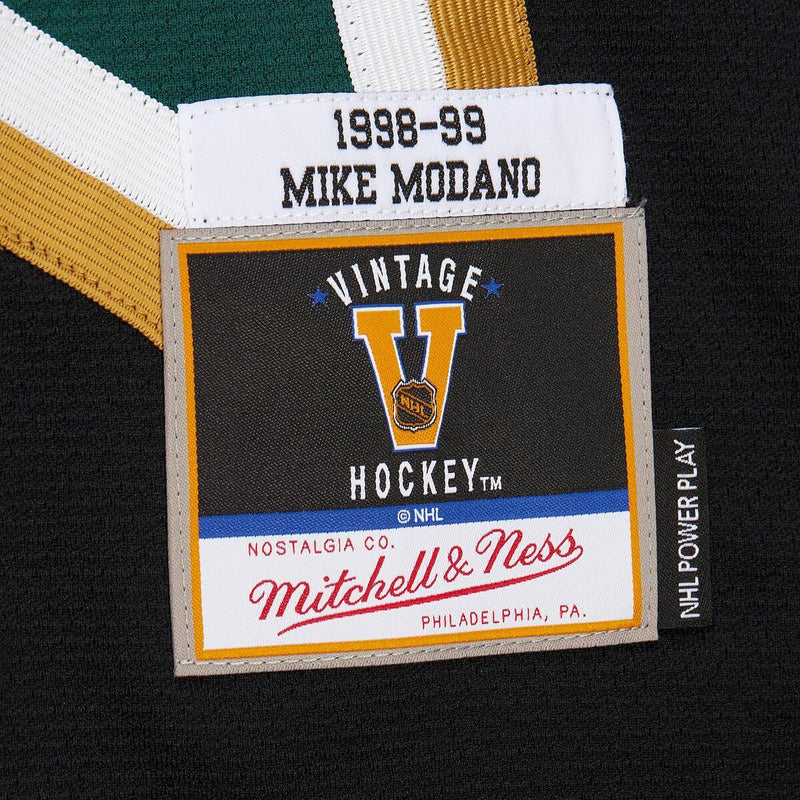 1998-99
MIKE MODANO
VINTAGE
V
NHL
HOCKEY™
© NHL
NOSTALGIA CO.
Mitchell & Ness
PHILADELPHIA, PA.
NHL POWER PLAY